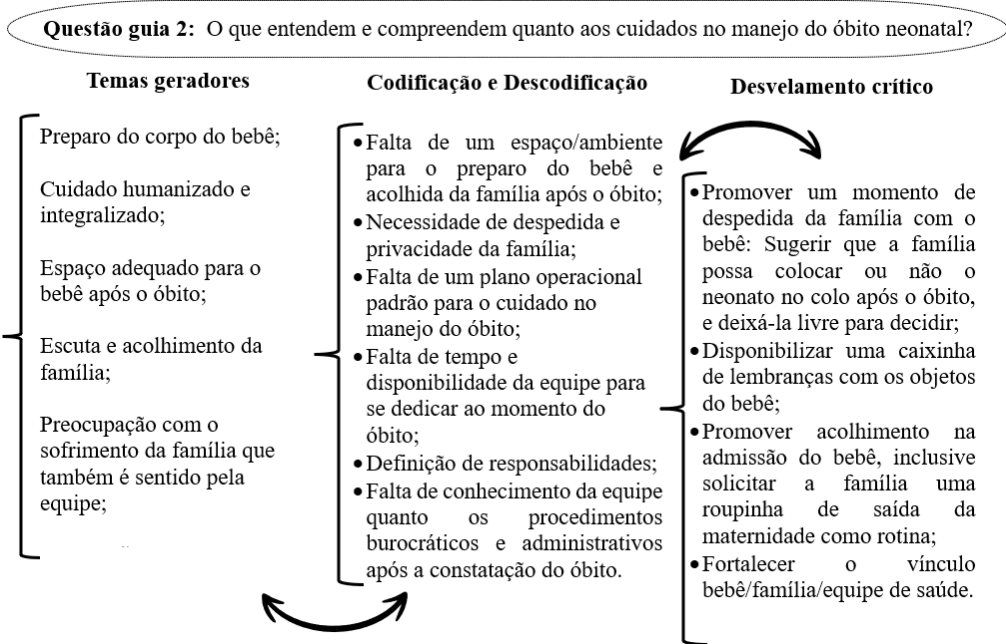 Questão guia 2: O que entendem e compreendem quanto aos cuidados no manejo do óbito neonatal?
Temas geradores
Preparo do corpo do bebê;
Cuidado humanizado e
integralizado;
Espaço adequado para o
bebê após o óbito;
Escuta e acolhimento da
família;
Preocupação com o
sofrimento da família que
também é sentido pela
equipe;
Codificação e Descodificação
•Falta de um espaço/ambiente
para o preparo do bebê e
acolhida da família após o óbito;
•Necessidade de despedida e
privacidade da família;
•Falta de um plano operacional
padrão para o cuidado no
manejo do óbito;
•Falta de tempo e
disponibilidade da equipe para
se dedicar ao momento do
óbito;
•Definição de responsabilidades;
•Falta de conhecimento da equipe
quanto os procedimentos
burocráticos e administrativos
após a constatação do óbito.
Desvelamento crítico
•Promover um momento de
despedida da família com o
bebê: Sugerir que a família
possa colocar ou não o
neonato no colo após o óbito,
e deixá-la livre para decidir;
•Disponibilizar uma caixinha
de lembranças com os objetos
do bebê;
•Promover acolhimento na
admissão do bebê, inclusive
solicitar a família uma
roupinha de saída da
maternidade como rotina;
•Fortalecer o vínculo
bebê/família/equipe de saúde.